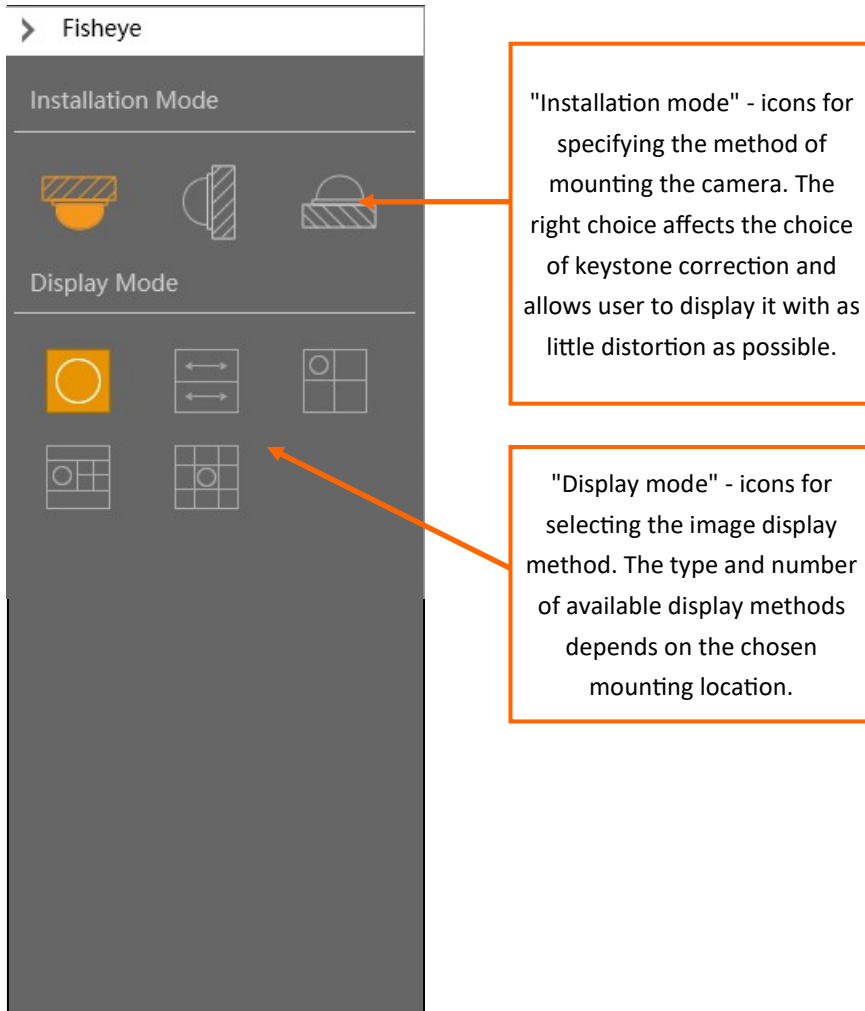 Fisheye
Installation Mode
Display Mode
"Installation mode" - icons for
specifying the method of
mounting the camera. The
right choice affects the choice
of keystone correction and
allows user to display it with as
little distortion as possible.
"Display mode" - icons for
selecting the image display
method. The type and number
of available display methods
depends on the chosen
mounting location.